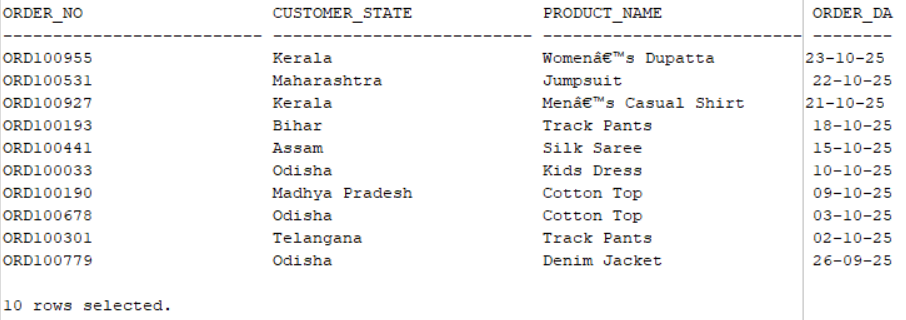 ORDER_NO                   CUSTOMER_STATE             PRODUCT_NAME               ORDER_DA
-------------------------- -------------------------- -------------------------- --------
ORD100955                  Kerala                     Womenâ€™s Dupatta         23-10-25
ORD100531                  Maharashtra                Jumpsuit                   22-10-25
ORD100927                  Kerala                     Menâ€™s Casual Shirt      21-10-25
ORD100193                  Bihar                      Track Pants                18-10-25
ORD100441                  Assam                      Silk Saree                 15-10-25
ORD100033                  Odisha                     Kids Dress                 10-10-25
ORD100190                  Madhya Pradesh             Cotton Top                 09-10-25
ORD100678                  Odisha                     Cotton Top                 03-10-25
ORD100301                  Telangana                  Track Pants                02-10-25
ORD100779                  Odisha                     Denim Jacket               26-09-25
10 rows selected.